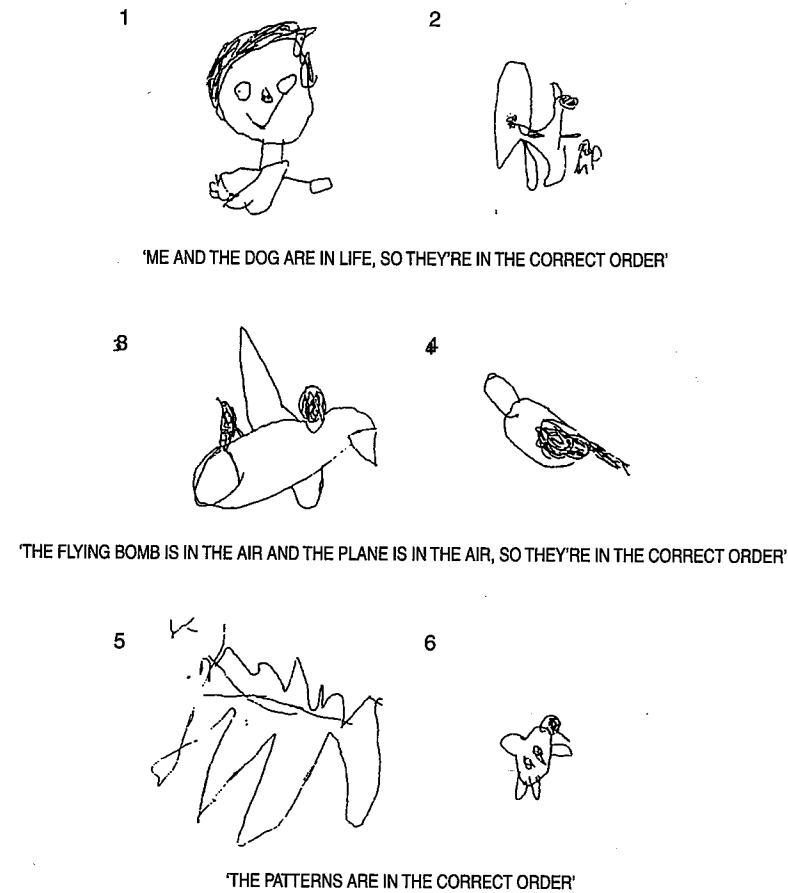 1 2
'ME AND THE DOG ARE IN LIFE, SO THEY'RE IN THE CORRECT ORDER'
3 4
'THE FLYING BOMB IS IN THE AIR AND THE PLANE IS IN THE AIR, SO THEY'RE IN THE CORRECT ORDER'
5 6
'THE PATTERNS ARE IN THE CORRECT ORDER'